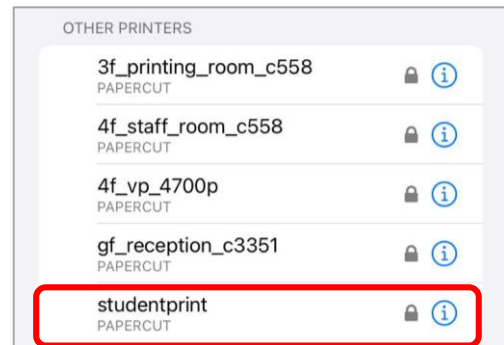 OTHER PRINTERS
3f_printing_room_c558
PAPERCUT
4f_staff_room_c558
PAPERCUT
4f_vp_4700p
PAPERCUT
gf_reception_c3351
PAPERCUT
studentprint
PAPERCUT